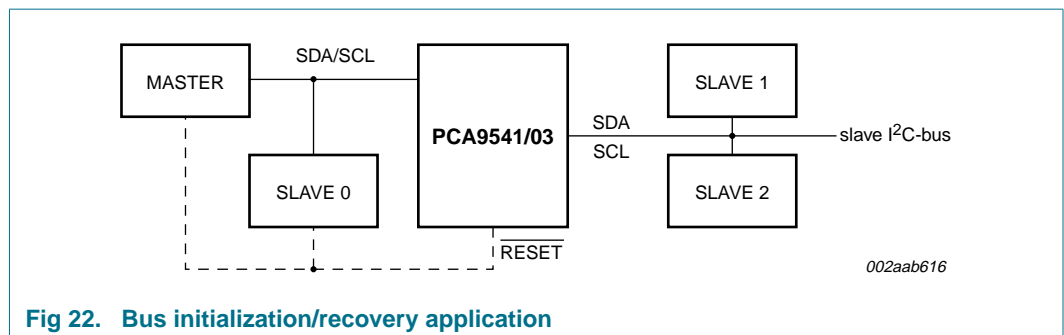 MASTER
SDA/SCL
PCA9541/03
SLAVE 0
RESET
SDA
SCL
SLAVE 1
SLAVE 2
slave I²C-bus
002aab616
Fig 22. Bus initialization/recovery application